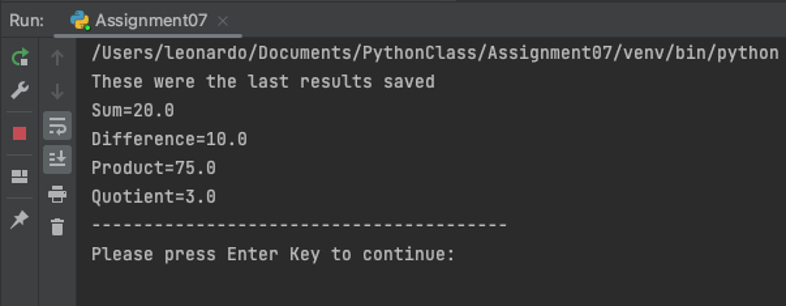 Run: Assignment07
/Users/leonardo/Documents/PythonClass/Assignment07/venv/bin/python
These were the last results saved
Sum=20.0
Difference=10.0
Product=75.0
Quotient=3.0
----------------------------------------
Please press Enter Key to continue: